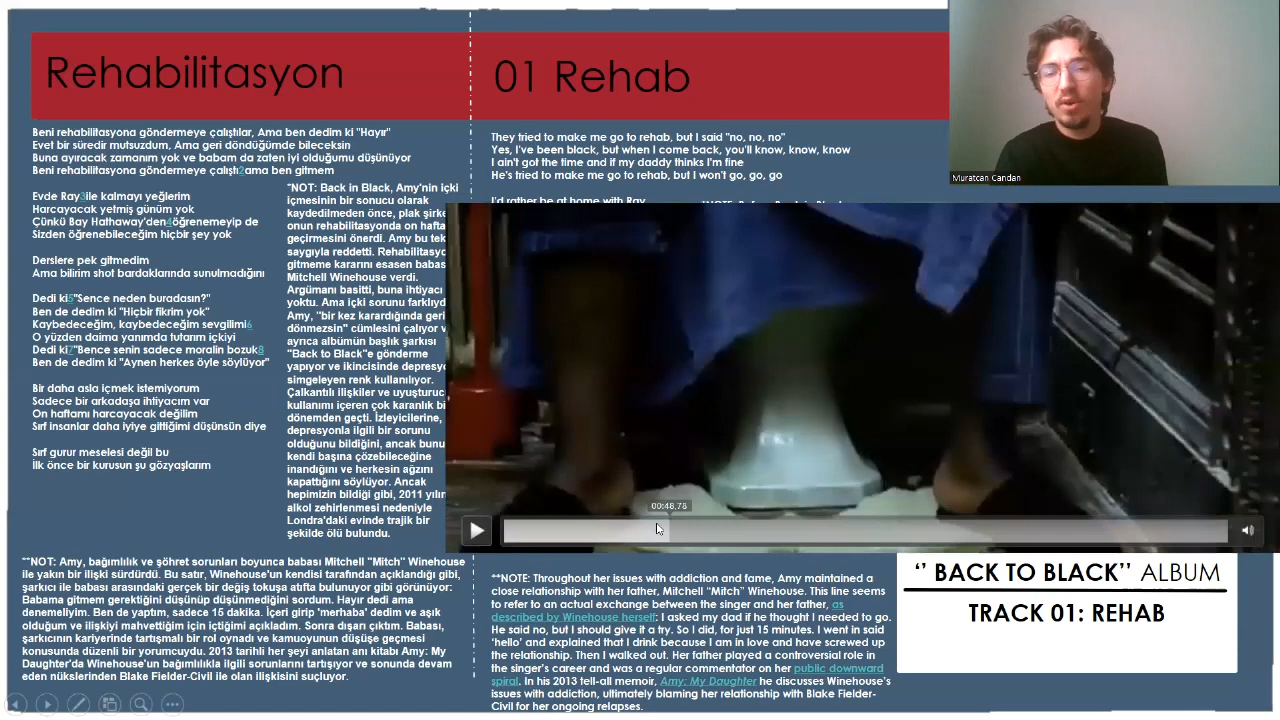 Rehabilitasyon
Beni rehabilitasyona göndermeye çalıştılar, Ama ben dedim ki "Hayır"
Evet bir süredir mutsuzdum, Ama geri döndüğümde bileceksin
Buna ayıracak zamanım yok ve babam da zaten iyi olduğumu düşünüyor
Beni rehabilitasyona göndermeye çalıştı2ama ben gitmem
Evde Ray3ile kalmayı yeğlerim
Harcayacak yetmiş günüm yok
Çünkü Bay Hathaway'den4öğrenemeyip de
Sizden öğrenebileceğim hiçbir şey yok
Derslere pek gitmedim
Ama bilirim shot bardaklarında sunulmadığını
Dedi ki5"Sence neden buradasın?"
Ben de dedim ki "Hiçbir fikrim yok"
Kaybedeceğim, kaybedeceğim sevgilimi6
O yüzden daima yanımda tutarım içkiyi
Dedi ki7"Bence senin sadece moralin bozuk8
Ben de dedim ki "Aynen herkes öyle söylüyor"
Bir daha asla içmek istemiyorum
Sadece bir arkadaşa ihtiyacım var
On haftamı harcayacak değilim
Sırf insanlar daha iyiye gittiğimi düşünsün diye
Sırf gurur meselesi değil bu
İlk önce bir kurusun şu gözyaşlarım
"NOT: Back in Black, Amy'nin içki
içmesinin bir sonucu olarak
kaydedilmeden önce, plak şirke
onun rehabilitasyonda on hafta
geçirmesini önerdi. Amy bu tek
saygıyla reddetti. Rehabilitasyo
gitmeme kararını esasen babas
Mitchell Winehouse verdi.
Argümanı basitti, buna ihtiyacı
yoktu. Ama içki sorunu farklıyd
Amy, "bir kez karardığında geri
dönmezsin" cümlesini çalıyor v
ayrıca albümün başlık şarkısı
"Back to Black"e gönderme
yapıyor ve ikincisinde depresyo
simgeleyen renk kullanılıyor.
Çalkantılı ilişkiler ve uyuşturuc
kullanımı içeren çok karanlık bi
dönemden geçti. İzleyicilerine,
depresyonla ilgili bir sorunu
olduğunu bildiğini, ancak bunu
kendi başına çözebileceğine
inandığını ve herkesin ağzını
kapattığını söylüyor. Ancak
hepimizin bildiği gibi, 2011 yılın
alkol zehirlenmesi nedeniyle
Londra'daki evinde trajik bir
şekilde ölü bulundu.
**NOT: Amy, bağımlılık ve şöhret sorunları boyunca babası Mitchell "Mitch" Winehouse
ile yakın bir ilişki sürdürdü. Bu satır, Winehouse'un kendisi tarafından açıklandığı gibi,
şarkıcı ile babası arasındaki gerçek bir değiş tokuşa atıfta bulunuyor gibi görünüyor:
Babama gitmem gerektiğini düşünüp düşünmediğini sordum. Hayır dedi ama
denemeliyim. Ben de yaptım, sadece 15 dakika. İçeri girip 'merhaba' dedim ve aşık
olduğum ve ilişkiyi mahvettiğim için içtiğimi açıkladım. Sonra dışarı çıktım. Babası,
şarkıcının kariyerinde tartışmalı bir rol oynadı ve kamuoyunun düşüşe geçmesi
konusunda düzenli bir yorumcuydu. 2013 tarihli her şeyi anlatan anı kitabı Amy: My
Daughter'da Winehouse'un bağımlılıkla ilgili sorunlarını tartışıyor ve sonunda devam
eden nükslerinden Blake Fielder-Civil ile olan ilişkisini suçluyor.
01 Rehab
They tried to make me go to rehab, but I said "no, no, no"
Yes, I've been black, but when I come back, you'll know, know, know
I ain't got the time and if my daddy thinks I'm fine
He's tried to make me go to rehab, but I won't go, go, go
I'd rather be at home with Ray
00:48,78
**NOTE: Throughout her issues with addiction and fame, Amy maintained a
close relationship with her father, Mitchell "Mitch" Winehouse. This line seems
to refer to an actual exchange between the singer and her father, as
described by Winehouse herself: I asked my dad if he thought I needed to go.
He said no, but I should give it a try. So I did, for just 15 minutes. I went in said
'hello' and explained that I drink because I am in love and have screwed up
the relationship. Then I walked out. Her father played a controversial role in
the singer's career and was a regular commentator on her public downward
spiral. In his 2013 tell-all memoir, Amy: My Daughter he discusses Winehouse's
issues with addiction, ultimately blaming her relationship with Blake Fielder-
Civil for her ongoing relapses.
'' BACK TO BLACK'' ALBUM
TRACK 01: REHAB
Muratcan Candan